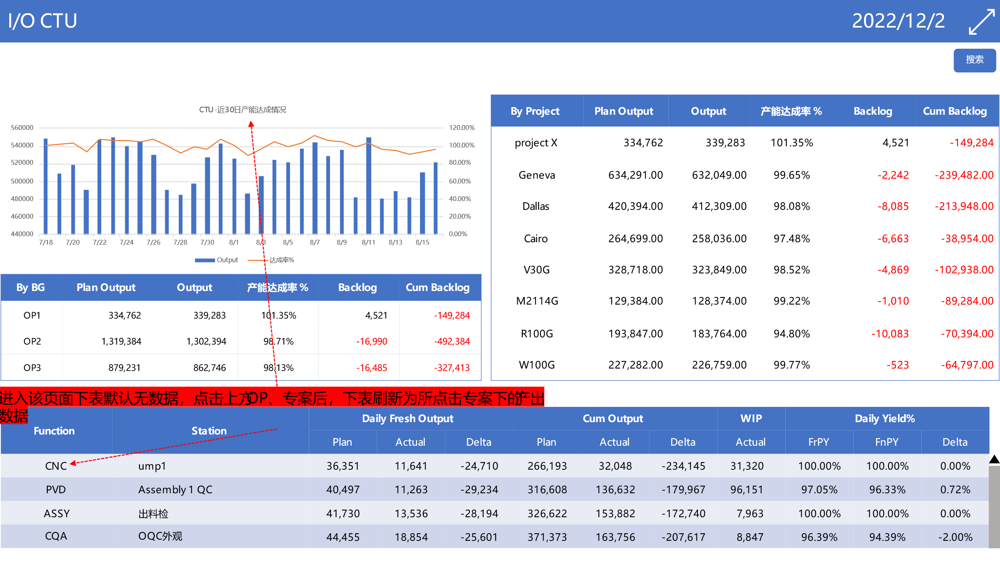 I/O CTU
2022/12/2
搜索
CTU-近30日产能达成情况
560000
540000
520000
500000
480000
460000
440000
120.00%
100.00%
80.00%
60.00%
40.00%
20.00%
0.00%
7/18 7/20 7/22 7/24 7/26 7/28 7/30 8/1 8/3 8/5 8/7 8/9 8/11 8/13 8/15
Output 达成率%
By BG Plan Output Output 产能达成率% Backlog Cum Backlog
OP1 334,762 339,283 101.35% 4,521 -149,284
OP2 1,319,384 1,302,394 98.71% -16,990 -492,384
OP3 879,231 862,746 98.13% -16,485 -327,413
By Project Plan Output Output 产能达成率% Backlog Cum Backlog
project X 334,762 339,283 101.35% 4,521 -149,284
Geneva 634,291.00 632,049.00 99.65% -2,242 -239,482.00
Dallas 420,394.00 412,309.00 98.08% -8,085 -213,948.00
Cairo 264,699.00 258,036.00 97.48% -6,663 -38,954.00
V30G 328,718.00 323,849.00 98.52% -4,869 -102,938.00
M2114G 129,384.00 128,374.00 99.22% -1,010 -89,284.00
R100G 193,847.00 183,764.00 94.80% -10,083 -70,394.00
W100G 227,282.00 226,759.00 99.77% -523 -64,797.00
进入该页面下表默认无数据，点击上方OP、专案后，下表刷新为所点击专案下的产出
数据
Function Station Daily Fresh Output Cum Output WIP Daily Yield%
Plan Actual Delta Plan Actual Delta Actual FrPY FnPY Delta
CNC ump1 36,351 11,641 -24,710 266,193 32,048 -234,145 31,320 100.00% 100.00% 0.00%
PVD Assembly 1 QC 40,497 11,263 -29,234 316,608 136,632 -179,967 96,151 97.05% 96.33% 0.72%
ASSY 出料检 41,730 13,536 -28,194 326,622 153,882 -172,740 7,963 100.00% 100.00% 0.00%
CQA OQC外观 44,455 18,854 -25,601 371,373 163,756 -207,617 8,847 96.39% 94.39% -2.00%